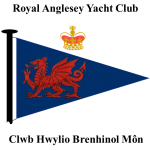 Royal Anglesey Yacht Club
Clwb Hwylio Brenhinol Môn